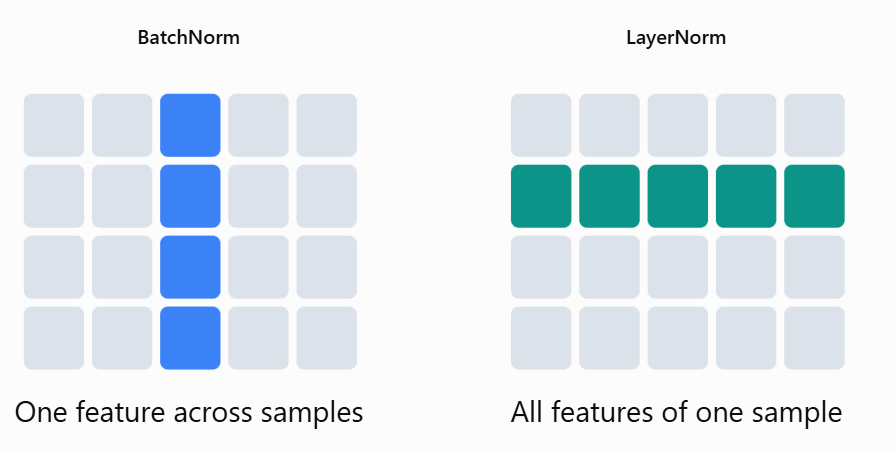 BatchNorm
LayerNorm
One feature across samples
All features of one sample